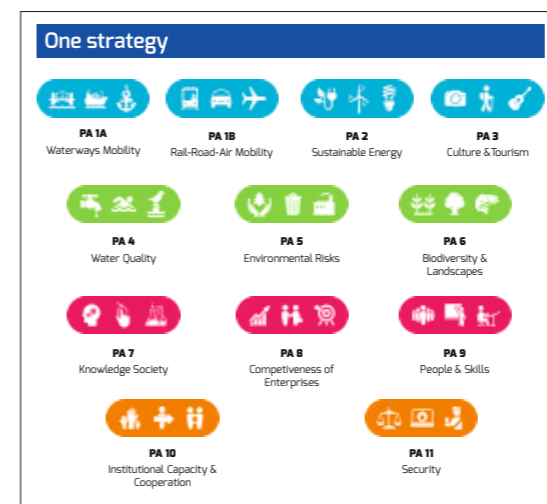 One strategy
PA 1A
Waterways Mobility
PA 1B
Rail-Road-Air Mobility
PA 2
Sustainable Energy
PA 3
Culture &Tourism
PA 4
Water Quality
PA 5
Environmental Risks
PA 6
Biodiversity &
Landscapes
PA 7
Knowledge Society
PA 8
Competiveness of
Enterprises
PA 9
People & Skills
PA 10
Institutional Capacity &
Cooperation
PA 11
Security